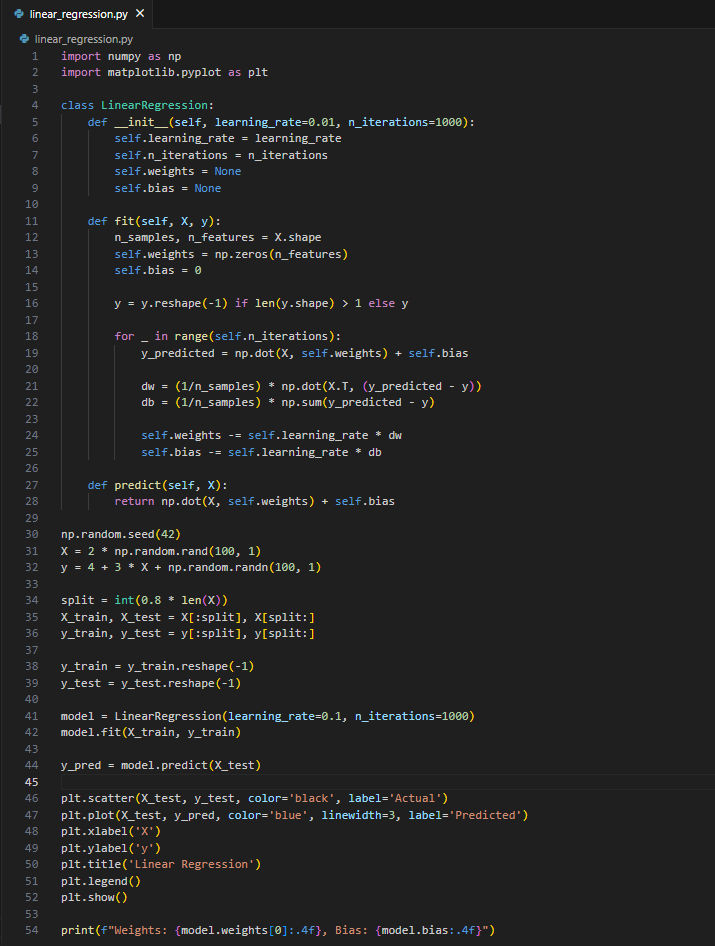 linear_regression.py ✕
linear_regression.py
1 import numpy as np
2 import matplotlib.pyplot as plt
3
4 class LinearRegression:
5     def __init__(self, learning_rate=0.01, n_iterations=1000):
6         self.learning_rate = learning_rate
7         self.n_iterations = n_iterations
8         self.weights = None
9         self.bias = None
10
11     def fit(self, X, y):
12         n_samples, n_features = X.shape
13         self.weights = np.zeros(n_features)
14         self.bias = 0
15
16         y = y.reshape(-1) if len(y.shape) > 1 else y
17
18         for _ in range(self.n_iterations):
19             y_predicted = np.dot(X, self.weights) + self.bias
20
21             dw = (1/n_samples) * np.dot(X.T, (y_predicted - y))
22             db = (1/n_samples) * np.sum(y_predicted - y)
23
24             self.weights -= self.learning_rate * dw
25             self.bias -= self.learning_rate * db
26
27     def predict(self, X):
28         return np.dot(X, self.weights) + self.bias
29
30 np.random.seed(42)
31 X = 2 * np.random.rand(100, 1)
32 y = 4 + 3 * X + np.random.randn(100, 1)
33
34 split = int(0.8 * len(X))
35 X_train, X_test = X[:split], X[split:]
36 y_train, y_test = y[:split], y[split:]
37
38 y_train = y_train.reshape(-1)
39 y_test = y_test.reshape(-1)
40
41 model = LinearRegression(learning_rate=0.1, n_iterations=1000)
42 model.fit(X_train, y_train)
43
44 y_pred = model.predict(X_test)
45
46 plt.scatter(X_test, y_test, color='black', label='Actual')
47 plt.plot(X_test, y_pred, color='blue', linewidth=3, label='Predicted')
48 plt.xlabel('X')
49 plt.ylabel('y')
50 plt.title('Linear Regression')
51 plt.legend()
52 plt.show()
53
54 print(f"Weights: {model.weights[0]:.4f}, Bias: {model.bias:.4f}")